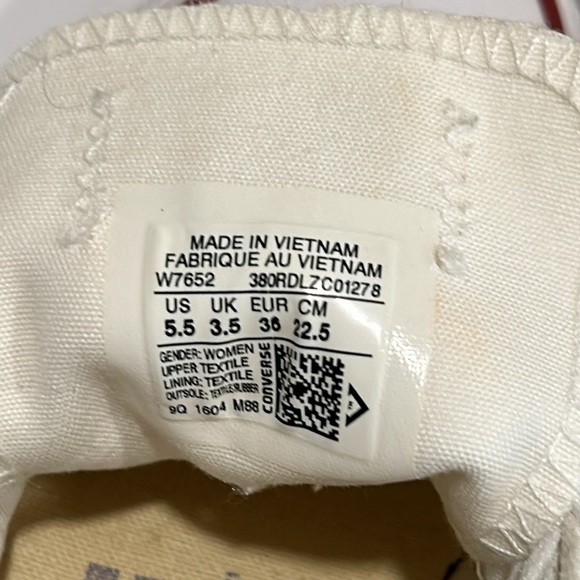 MADE IN VIETNAM
FABRIQUE AU VIETNAM
W7652 380RDLZC01278
US UK EUR CM
5.5 3.5 36 22.5
GENDER: WOMEN
UPPER TEXTILE
LINING: TEXTILE
OUTSOLE: TEXTILE/RUBBER
9Q 1604 M88
CONVERSE